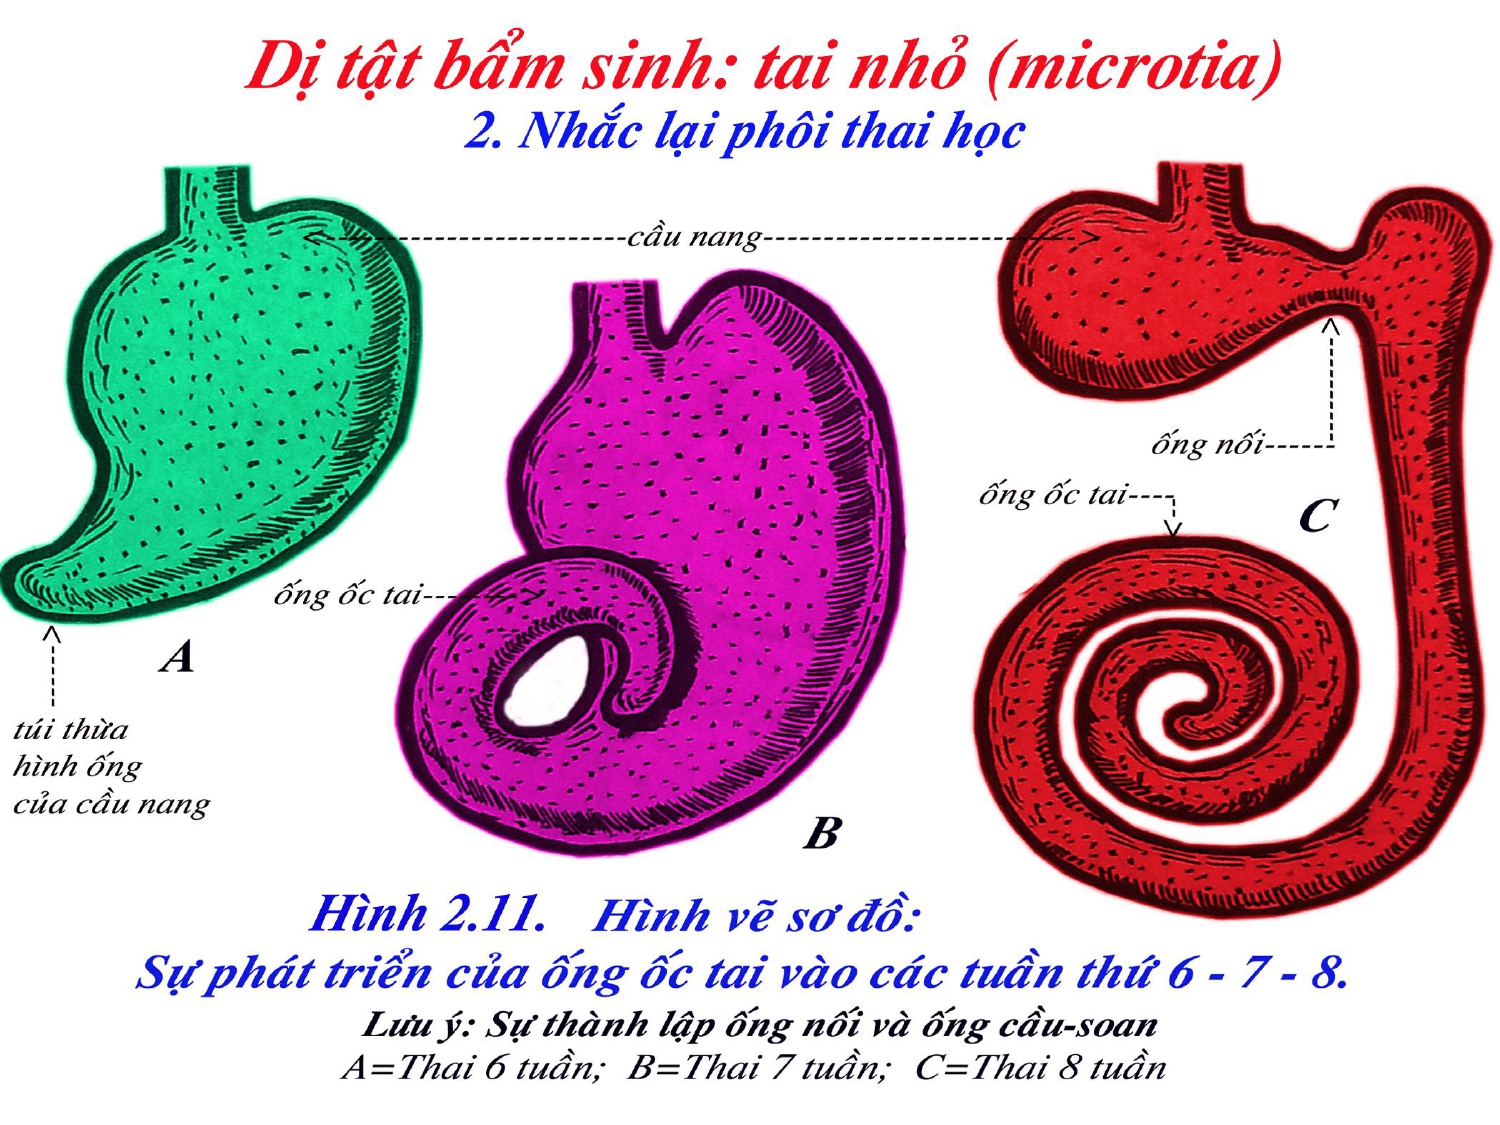 Dị tật bẩm sinh: tai nhỏ (microtia)
2. Nhắc lại phôi thai học
cầu nang
ống nối
ống ốc tai
C
ống ốc tai
A
túi thừa
hình ống
của cầu nang
B
Hình 2.11. Hình vẽ sơ đồ:
Sự phát triển của ống ốc tai vào các tuần thứ 6 - 7 - 8.
Lưu ý: Sự thành lập ống nối và ống cầu-soan
A=Thai 6 tuần; B=Thai 7 tuần; C=Thai 8 tuần